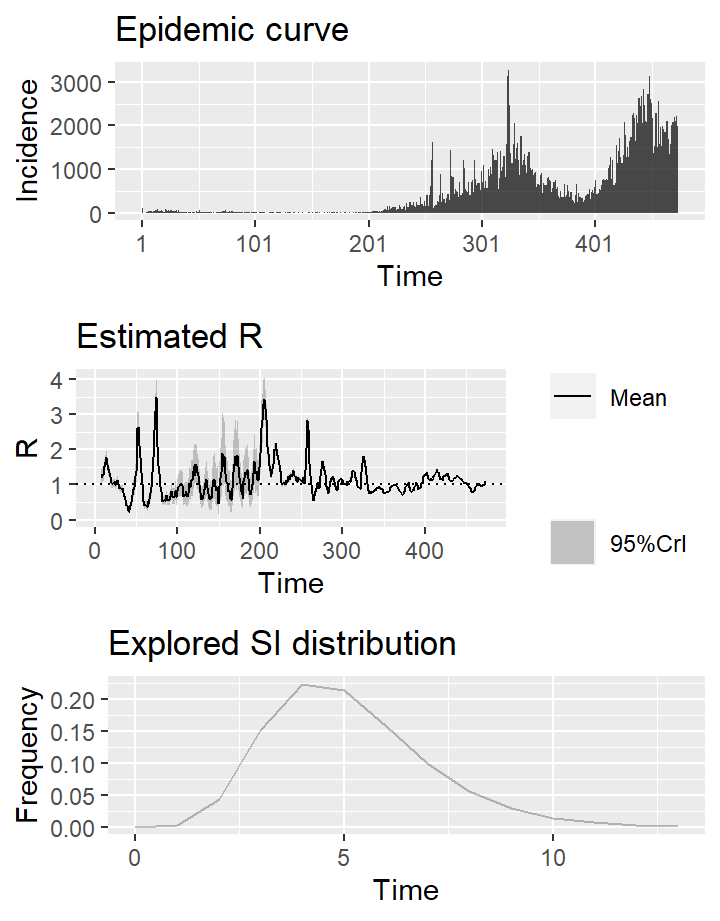 Epidemic curve
3000
2000
1000
0
Incidence
1 101 201 301 401
Time
Estimated R
4
3
2
1
0
R
0 100 200 300 400
Time
Mean
95%CrI
Explored SI distribution
0.20
0.15
0.10
0.05
0.00
Frequency
0 5 10
Time